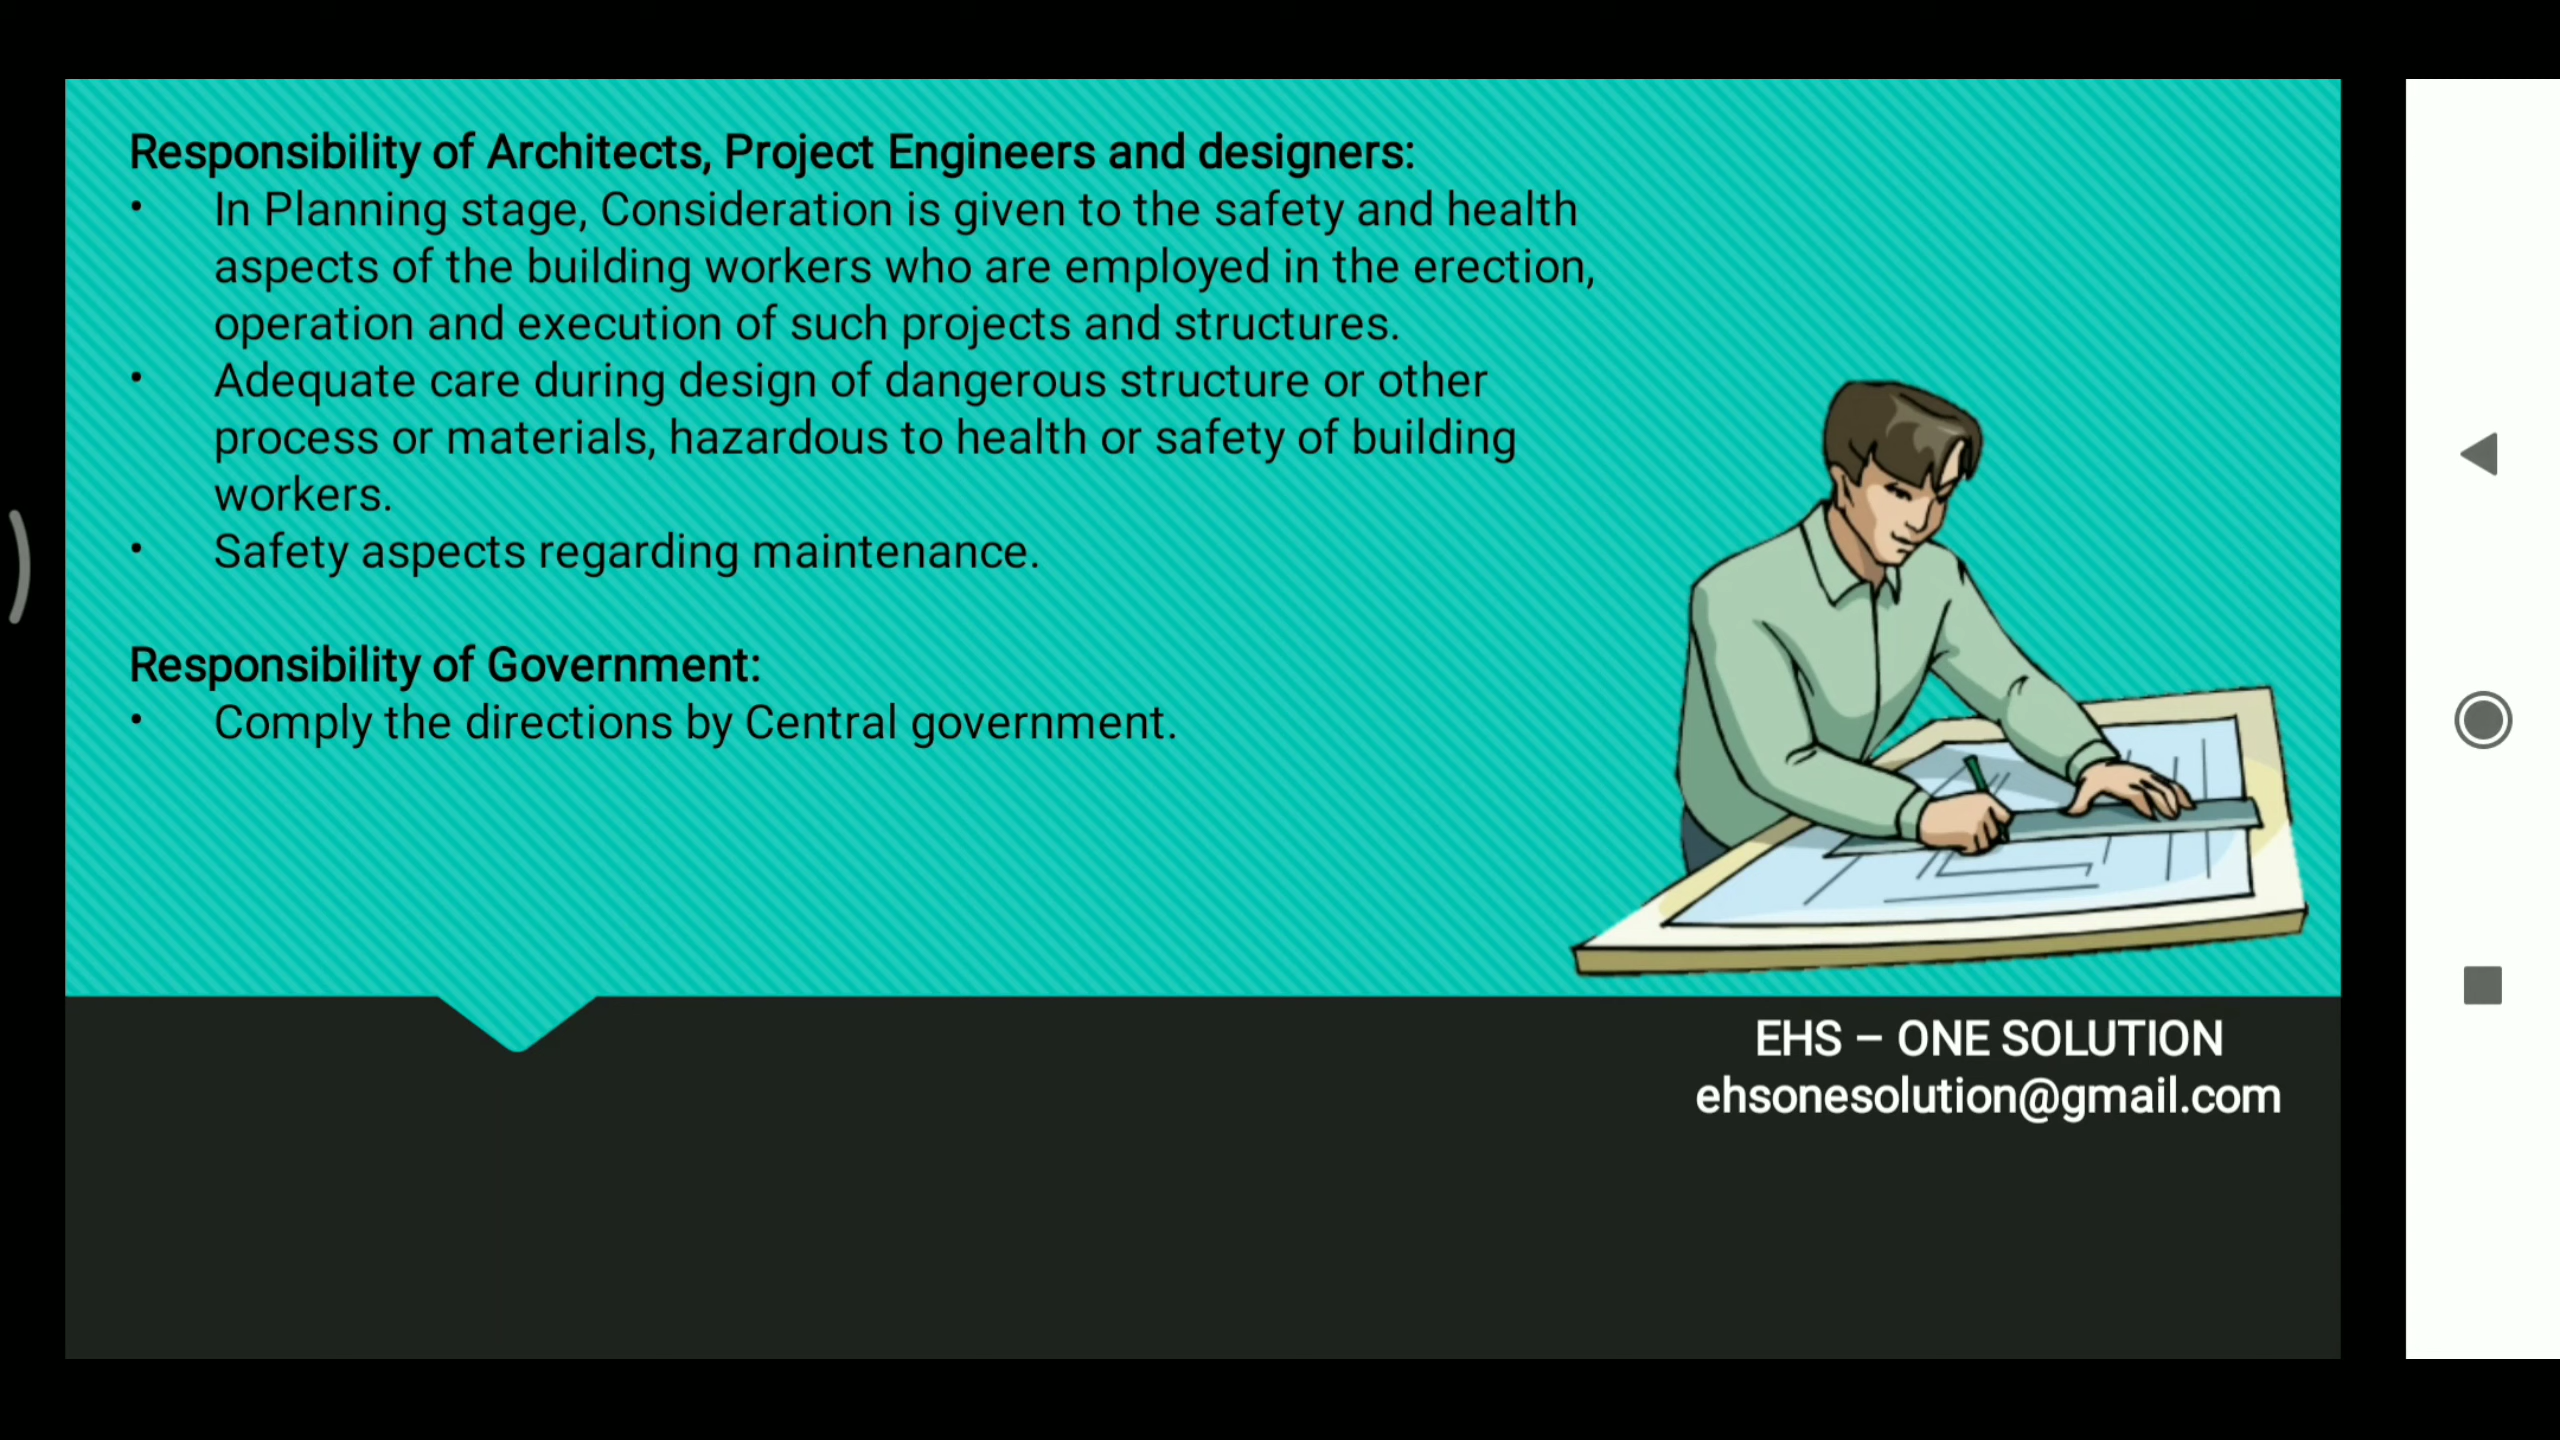 Responsibility of Architects, Project Engineers and designers:
• In Planning stage, Consideration is given to the safety and health
aspects of the building workers who are employed in the erection,
operation and execution of such projects and structures.
• Adequate care during design of dangerous structure or other
process or materials, hazardous to health or safety of building
workers.
• Safety aspects regarding maintenance.
Responsibility of Government:
• Comply the directions by Central government.
EHS – ONE SOLUTION
ehsonesolution@gmail.com